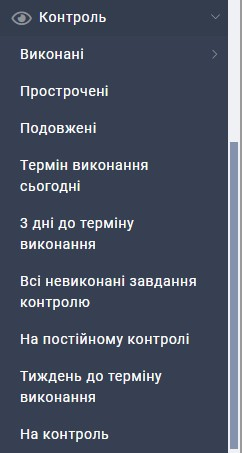 Контроль
Виконані
Прострочені
Подовжені
Термін виконання
сьогодні
3 дні до терміну
виконання
Всі невиконані завдання
контролю
На постійному контролі
Тиждень до терміну
виконання
На контроль